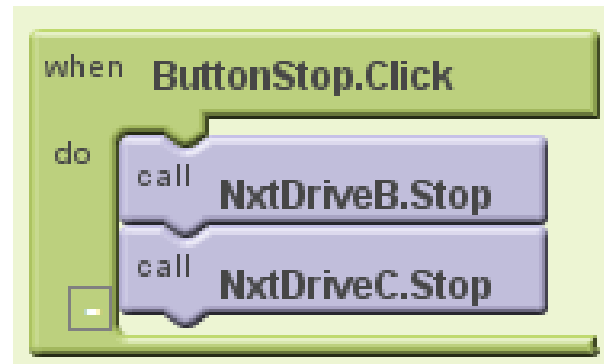 when ButtonStop.Click
do
call NxtDriveB.Stop
call NxtDriveC.Stop
-